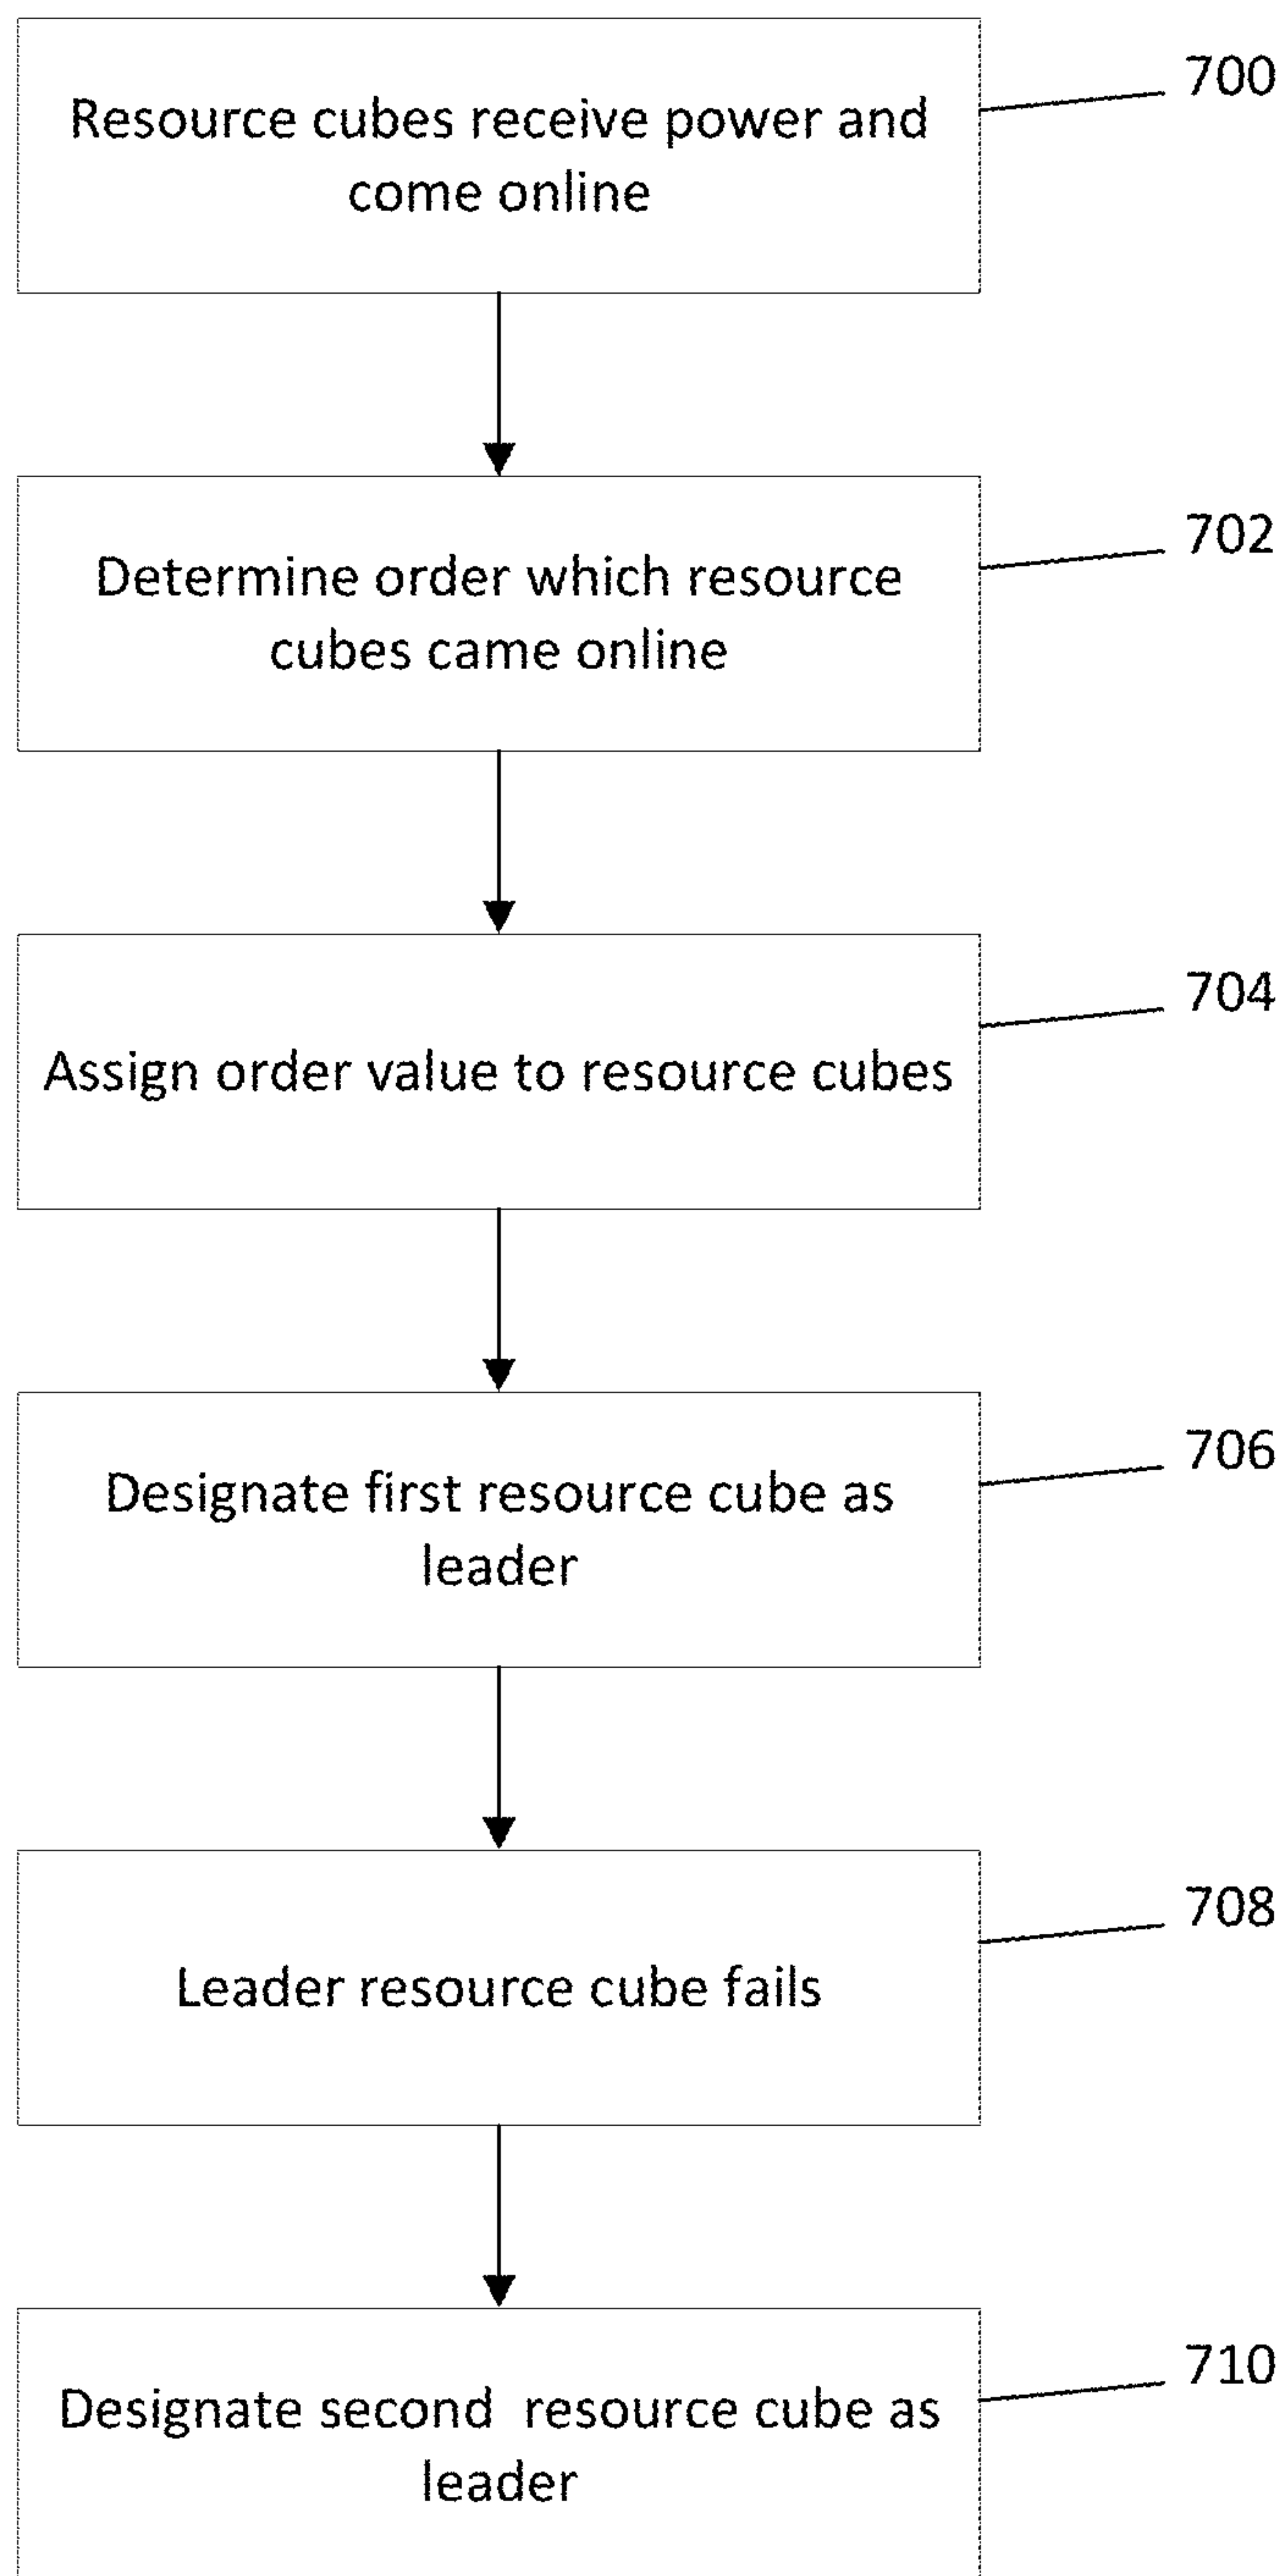 Resource cubes receive power and
come online
700
Determine order which resource
cubes came online
702
Assign order value to resource cubes
704
Designate first resource cube as
leader
706
Leader resource cube fails
708
Designate second  resource cube as
leader
710